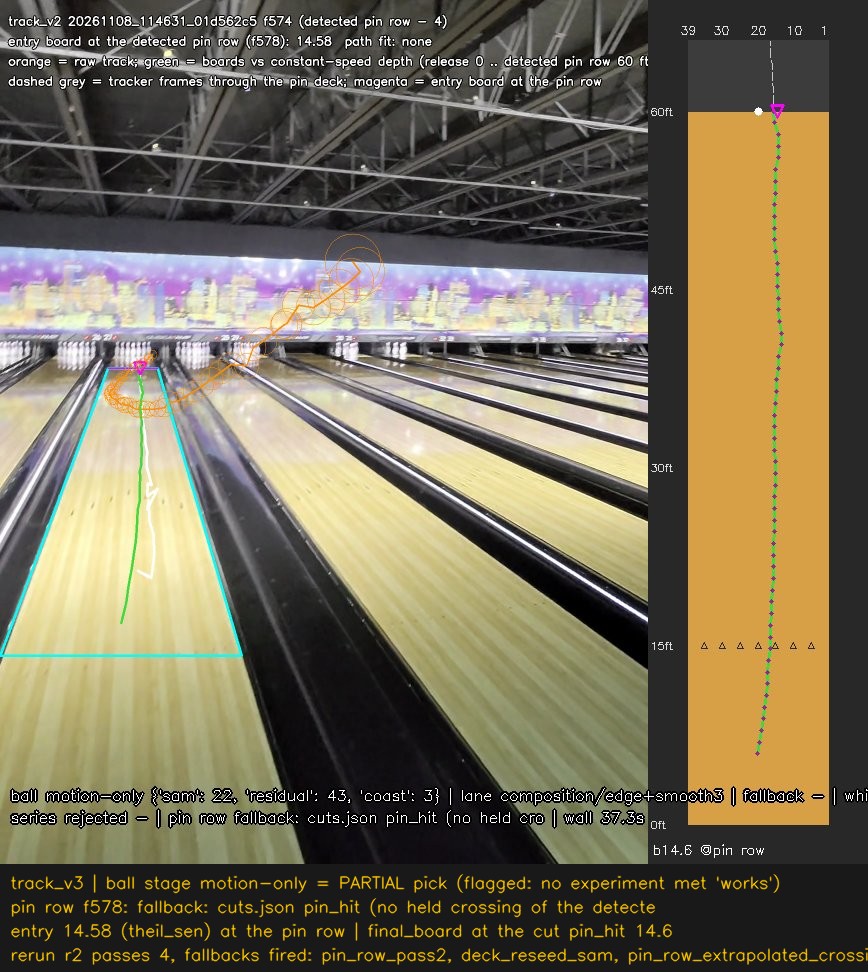 track_v2 20261108_114631_01d562c5 f574 (detected pin row - 4)
entry board at the detected pin row (f578): 14.58 path fit: none
orange = raw track; green = boards vs constant-speed depth (release 0 .. detected pin row 60 ft
dashed grey = tracker frames through the pin deck; magenta = entry board at the pin row
39 30 20 10 1
60ft
45ft
30ft
15ft
0ft
ball motion-only {'sam': 22, 'residual': 43, 'coast': 3} | lane composition/edge+smooth3 | fallback - | whi
series rejected - | pin row fallback: cuts.json pin_hit (no held cro | wall 37.3s
b14.6 @pin row
track_v3 | ball stage motion-only = PARTIAL pick (flagged: no experiment met 'works')
pin row f578: fallback: cuts.json pin_hit (no held crossing of the detecte
entry 14.58 (theil_sen) at the pin row | final_board at the cut pin_hit 14.6
rerun r2 passes 4, fallbacks fired: pin_row_pass2, deck_reseed_sam, pin_row_extrapolated_crossi